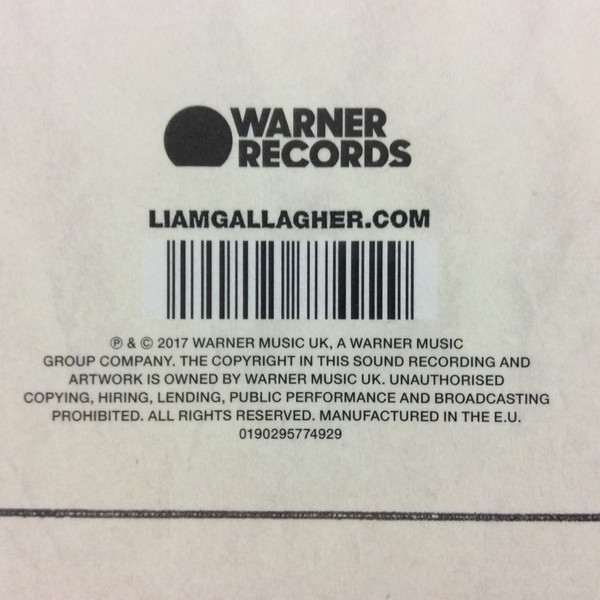 WARNER
RECORDS
LIAMGALLAGHER.COM
℗ & © 2017 WARNER MUSIC UK, A WARNER MUSIC
GROUP COMPANY. THE COPYRIGHT IN THIS SOUND RECORDING AND
ARTWORK IS OWNED BY WARNER MUSIC UK. UNAUTHORISED
COPYING, HIRING, LENDING, PUBLIC PERFORMANCE AND BROADCASTING
PROHIBITED. ALL RIGHTS RESERVED. MANUFACTURED IN THE E.U.
0190295774929